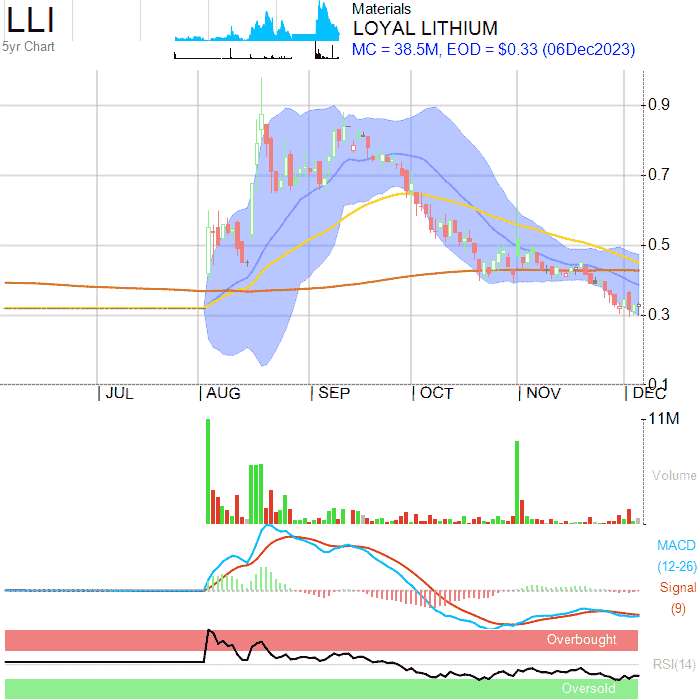 LLI
5yr Chart
Materials
LOYAL LITHIUM
MC = 38.5M, EOD = $0.33 (06Dec2023)
0.9
0.7
0.5
0.3
0.1
JUL
AUG
SEP
OCT
NOV
DEC
11M
Volume
MACD
(12-26)
Signal
(9)
Overbought
RSI(14)
Oversold